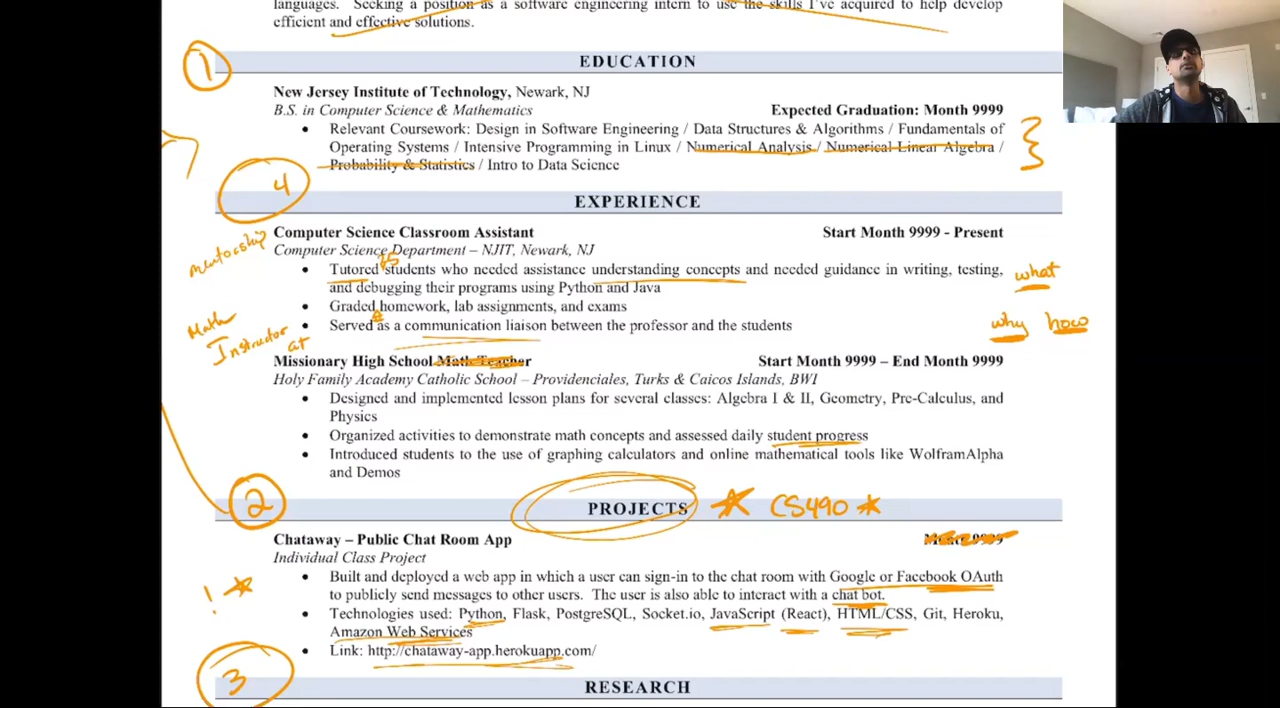 languages. Seeking a position as a software engineering intern to use the skills I've acquired to help develop
efficient and effective solutions.
1
EDUCATION
New Jersey Institute of Technology, Newark, NJ
B.S. in Computer Science & Mathematics Expected Graduation: Month 9999
• Relevant Coursework: Design in Software Engineering / Data Structures & Algorithms / Fundamentals of
Operating Systems / Intensive Programming in Linux / Numerical Analysis / Numerical Linear Algebra /
Probability & Statistics / Intro to Data Science
4
EXPERIENCE
mentorship
Computer Science Classroom Assistant Start Month 9999 - Present
Computer Science Department – NJIT, Newark, NJ
75
• Tutored students who needed assistance understanding concepts and needed guidance in writing, testing,
and debugging their programs using Python and Java
what
• Graded homework, lab assignments, and exams
• Served as a communication liaison between the professor and the students
why how
Math
Instructor
at
Missionary High School Math Teacher Start Month 9999 – End Month 9999
Holy Family Academy Catholic School – Providenciales, Turks & Caicos Islands, BWI
• Designed and implemented lesson plans for several classes: Algebra I & II, Geometry, Pre-Calculus, and
Physics
• Organized activities to demonstrate math concepts and assessed daily student progress
• Introduced students to the use of graphing calculators and online mathematical tools like WolframAlpha
and Demos
2
PROJECTS CS490
Chataway – Public Chat Room App Month 9999
Individual Class Project
• Built and deployed a web app in which a user can sign-in to the chat room with Google or Facebook OAuth
to publicly send messages to other users. The user is also able to interact with a chat bot.
!
• Technologies used: Python, Flask, PostgreSQL, Socket.io, JavaScript (React), HTML/CSS, Git, Heroku,
Amazon Web Services
• Link: http://chataway-app.herokuapp.com/
3
RESEARCH